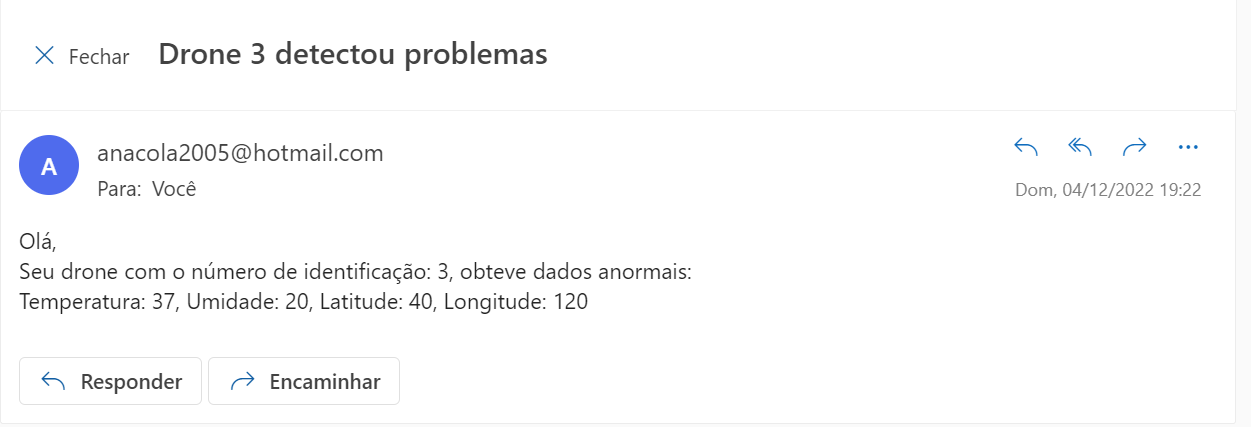 Fechar
Drone 3 detectou problemas
A
anacola2005@hotmail.com
Para: Você
Dom, 04/12/2022 19:22
Olá,
Seu drone com o número de identificação: 3, obteve dados anormais:
Temperatura: 37, Umidade: 20, Latitude: 40, Longitude: 120
Responder
Encaminhar